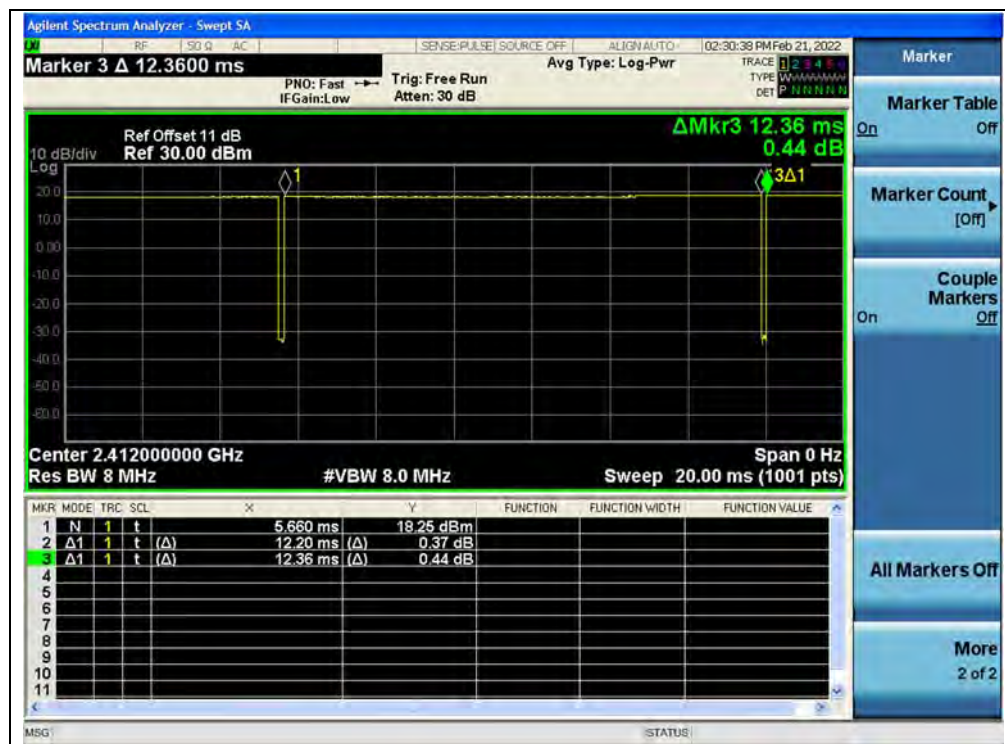 Agilent Spectrum Analyzer - Swept SA
RF 50 Ω AC SENSE:PULSE SOURCE OFF ALIGN AUTO 02:30:38 PM Feb 21, 2022
Marker 3 Δ 12.3600 ms
PNO: Fast
IFGain:Low
Trig: Free Run
Atten: 30 dB
Avg Type: Log-Pwr
TRACE 1 2 3 4 5 6
TYPE W
DET P N N N N N
ΔMkr3 12.36 ms
0.44 dB
Ref Offset 11 dB
10 dB/div Ref 30.00 dBm
Log
1
3Δ1
20.0
10.0
0.00
-10.0
-20.0
-30.0
-40.0
-50.0
-60.0
Center 2.412000000 GHz Span 0 Hz
Res BW 8 MHz #VBW 8.0 MHz Sweep 20.00 ms (1001 pts)
MKR MODE TRC SCL X Y FUNCTION FUNCTION WIDTH FUNCTION VALUE
1 N 1 t 5.660 ms 18.25 dBm
2 Δ1 1 t (Δ) 12.20 ms (Δ) 0.37 dB
3 Δ1 1 t (Δ) 12.36 ms (Δ) 0.44 dB
4
5
6
7
8
9
10
11
MSG STATUS
Marker
Marker Table
On Off
Marker Count
[Off]
Couple
Markers
On Off
All Markers Off
More
2 of 2